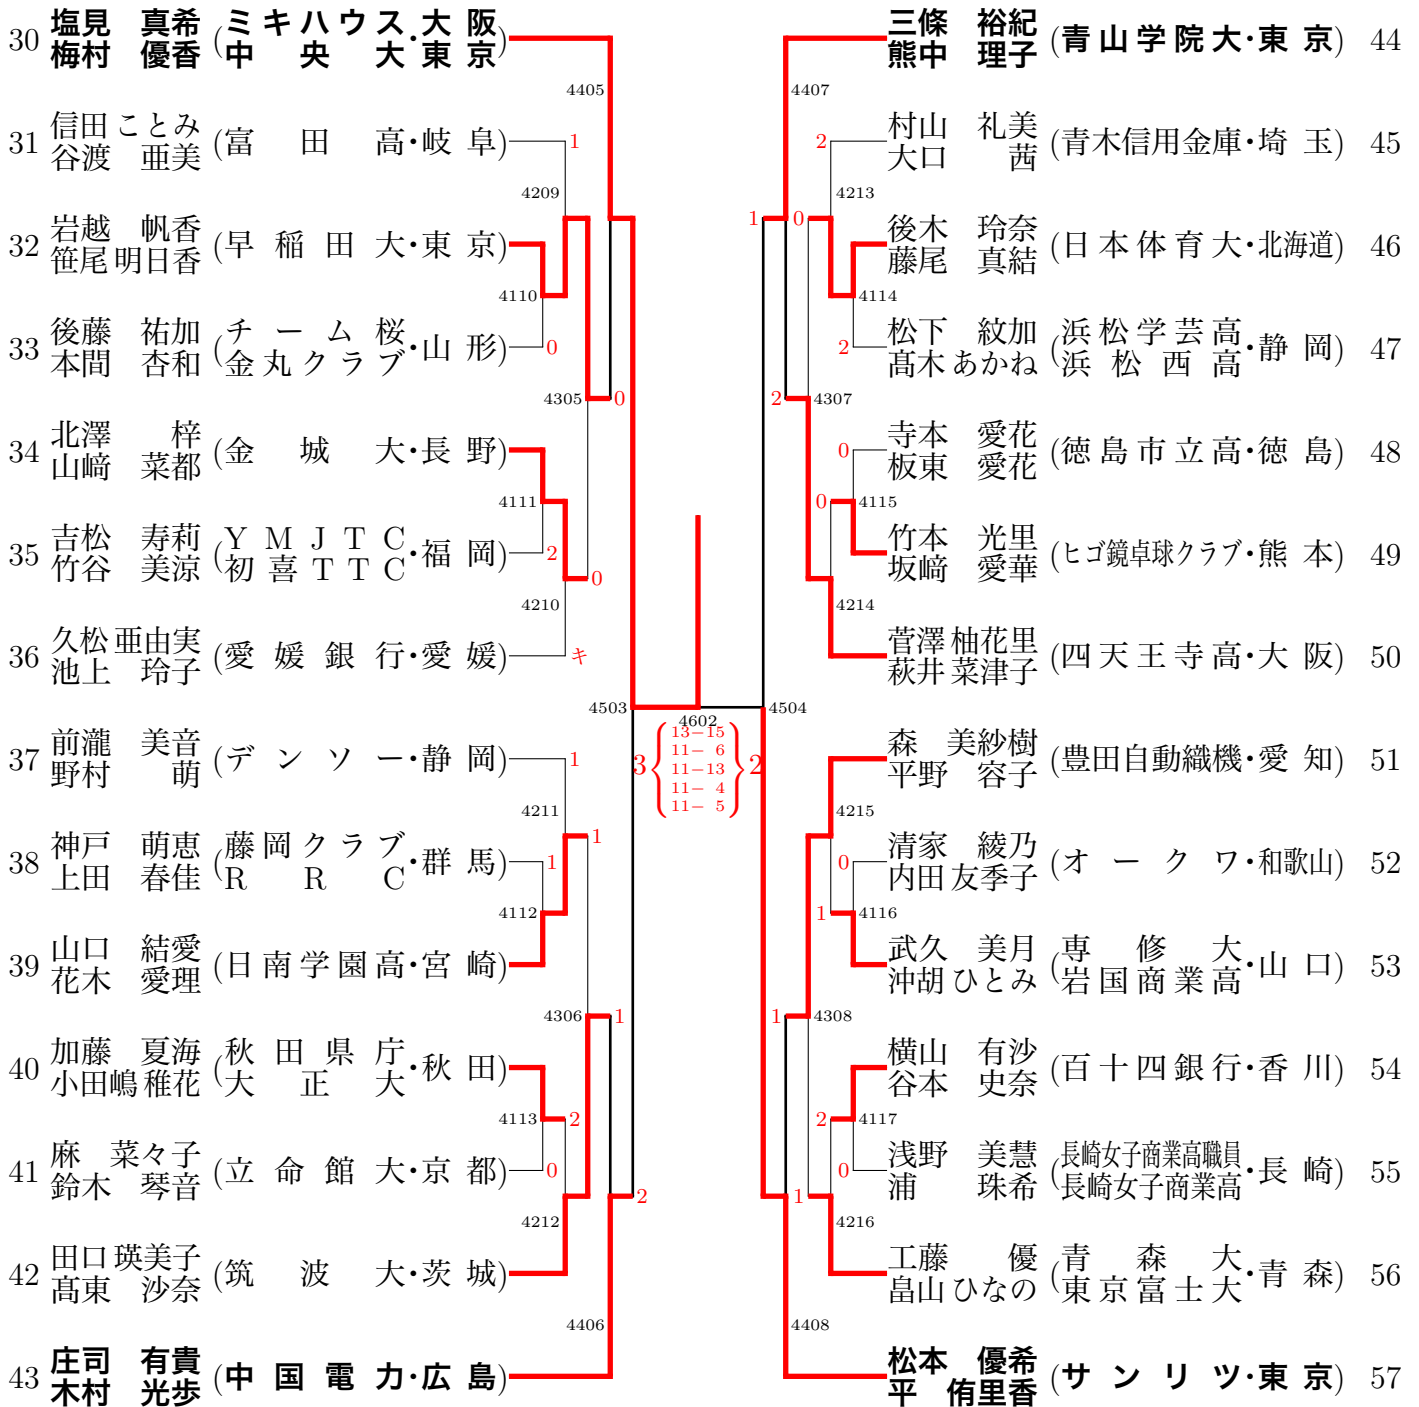 30 塩見 真希 梅村 優香 (ミキハウス 中央大・大阪 東京)
4405
31 信田 ことみ 谷渡 亜美 (富田高・岐阜) 1
4209
32 岩越 帆香 笹尾 明日香 (早稲田大・東京)
4110
33 後藤 祐加 本間 杏和 (チーム桜 金丸クラブ・山形) 0
4305 0
34 北澤 梓 山﨑 菜都 (金城大・長野)
4111
35 吉松 寿莉 竹谷 美涼 (YMJTC 初喜TTC・福岡) 2
0
4210
36 久松 亜由実 池上 玲子 (愛媛銀行・愛媛) キ
4503
37 前瀧 美音 野村 萌 (デンソー・静岡) 1
4211
1
38 神戸 萌恵 上田 春佳 (藤岡クラブ RRC・群馬) 1
4112
39 山口 結愛 花木 愛理 (日南学園高・宮崎)
4306 1
40 加藤 夏海 小田嶋 稚花 (秋田県庁 大正大・秋田)
4113 2
41 麻 菜々子 鈴木 琴音 (立命館大・京都) 0
2
4212
42 田口 瑛美子 髙東 沙奈 (筑波大・茨城)
4406
43 庄司 有貴 木村 光歩 (中国電力・広島)
4602
3 2
13-15
11- 6
11-13
11- 4
11- 5
三條 裕紀 熊中 理子 (青山学院大・東京) 44
4407
2 村山 礼美 大口 茜 (青木信用金庫・埼玉) 45
4213
1 0
後木 玲奈 藤尾 真結 (日本体育大・北海道) 46
4114
2 松下 紋加 髙木 あかね (浜松学芸高 浜松西高・静岡) 47
2 4307
0 寺本 愛花 板東 愛花 (徳島市立高・徳島) 48
0 4115
竹本 光里 坂﨑 愛華 (ヒゴ鏡卓球クラブ・熊本) 49
4214
菅澤 柚花里 萩井 菜津子 (四天王寺高・大阪) 50
4504
森 美紗樹 平野 容子 (豊田自動織機・愛知) 51
4215
0 清家 綾乃 内田 友季子 (オークワ・和歌山) 52
1 4116
武久 美月 沖胡 ひとみ (専修大 岩国商業高・山口) 53
1 4308
横山 有沙 谷本 史奈 (百十四銀行・香川) 54
2 4117
0 浅野 美慧 浦 珠希 (長崎女子商業高職員 長崎女子商業高・長崎) 55
1
4216
工藤 優 畠山 ひなの (青森大 東京富士大・青森) 56
4408
松本 優希 平 侑里香 (サンリツ・東京) 57